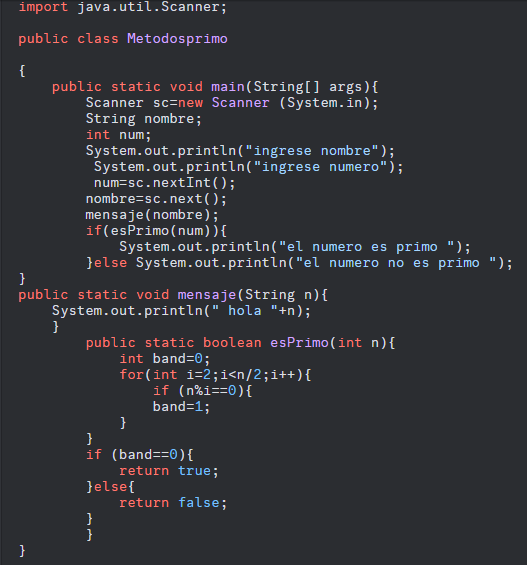 import java.util.Scanner;
public class Metodosprimo
{
    public static void main(String[] args){
        Scanner sc=new Scanner (System.in);
        String nombre;
        int num;
        System.out.println("ingrese nombre");
         System.out.println("ingrese numero");
         num=sc.nextInt();
        nombre=sc.next();
        mensaje(nombre);
        if(esPrimo(num)){
            System.out.println("el numero es primo ");
        }else System.out.println("el numero no es primo ");
}
public static void mensaje(String n){
    System.out.println(" hola "+n);
    }
        public static boolean esPrimo(int n){
            int band=0;
            for(int i=2;i<n/2;i++){
                if (n%i==0){
                band=1;
            }
        }
        if (band==0){
            return true;
        }else{
            return false;
        }
        }
}